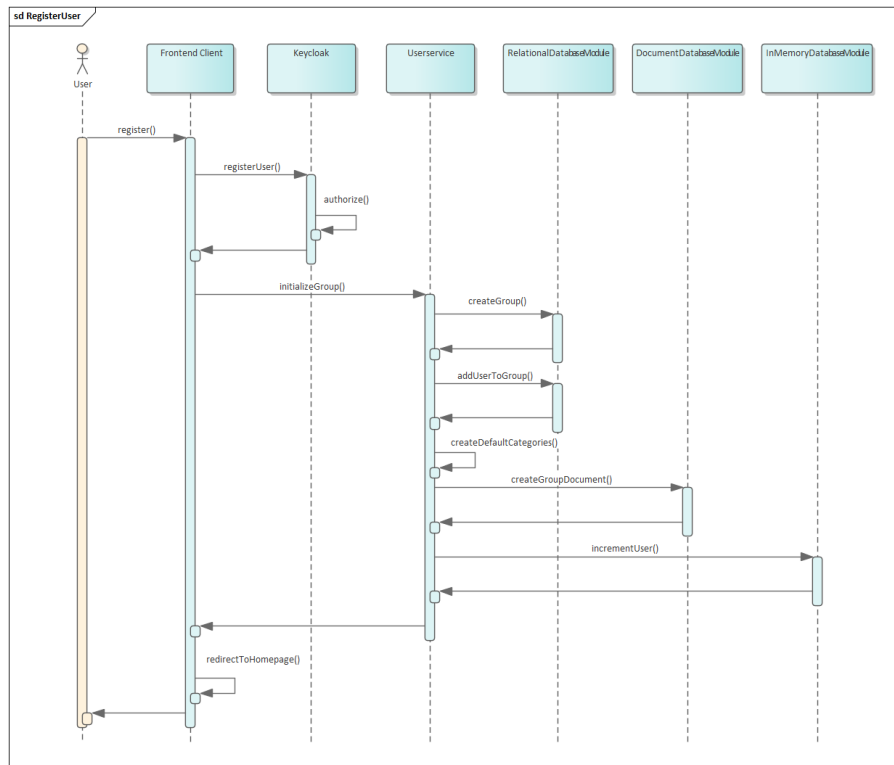 sd RegisterUser
User
Frontend Client
Keycloak
Userservice
RelationalDatabaseModule
DocumentDatabaseModule
InMemoryDatabaseModule
register()
registerUser()
authorize()
initializeGroup()
createGroup()
addUserToGroup()
createDefaultCategories()
createGroupDocument()
incrementUser()
redirectToHomepage()